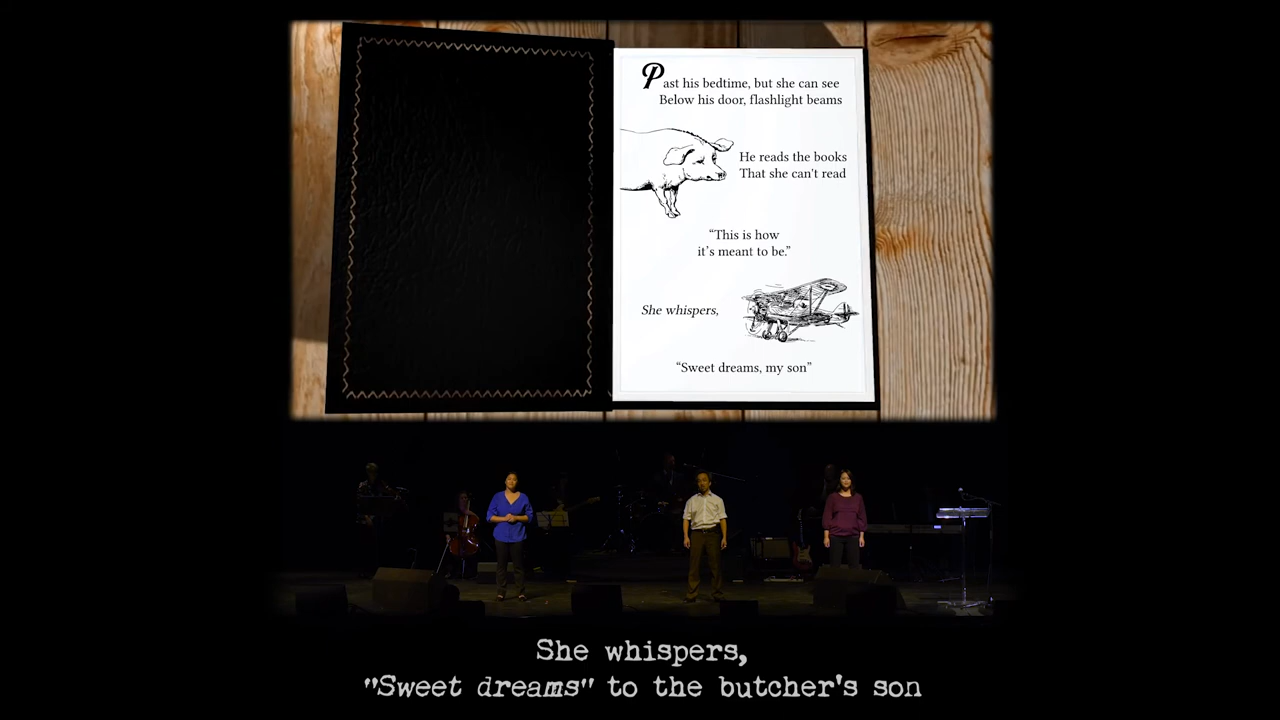 Past his bedtime, but she can see
Below his door, flashlight beams
He reads the books
That she can't read
“This is how
it’s meant to be.”
She whispers,
“Sweet dreams, my son”
She whispers,
"Sweet dreams" to the butcher's son